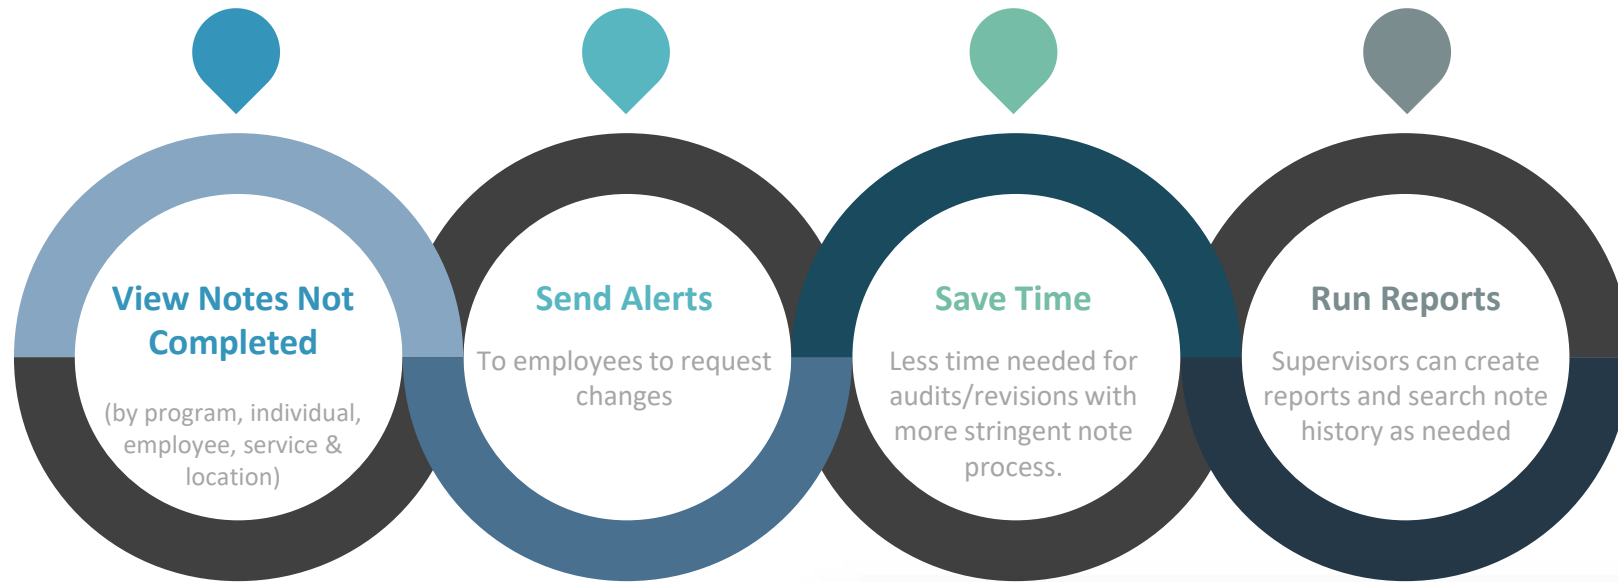 View Notes Not
Completed
(by program, individual,
employee, service &
location)
Send Alerts
To employees to request
changes
Save Time
Less time needed for
audits/revisions with
more stringent note
process.
Run Reports
Supervisors can create
reports and search note
history as needed